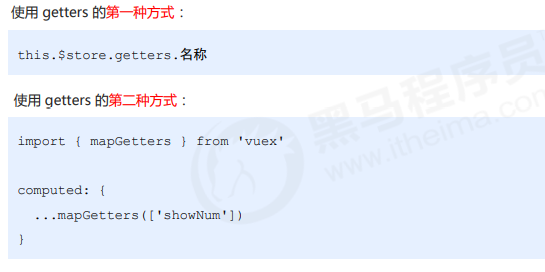 使用 getters 的第一种方式：
this.$store.getters.名称
使用 getters 的第二种方式：
import { mapGetters } from 'vuex'
computed: {
...mapGetters(['showNum'])
}
黑马程序员
www.itheima.com